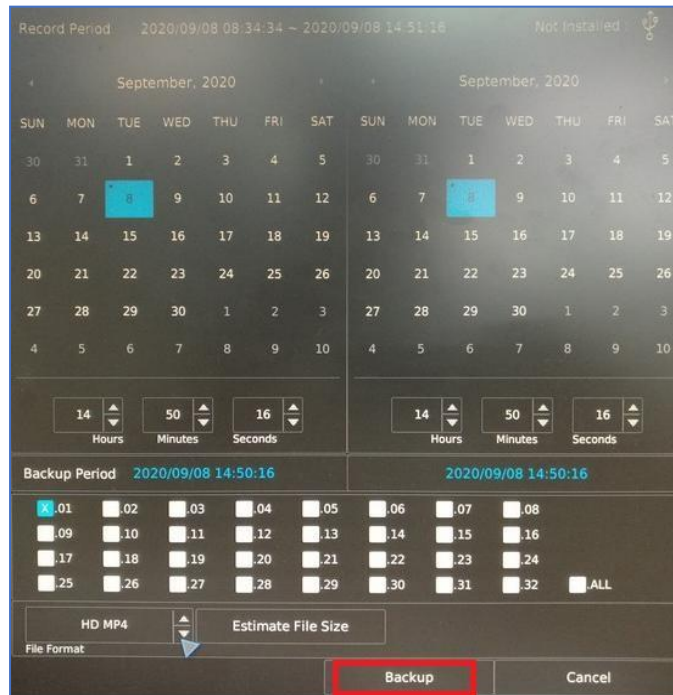 Record Period 2020/09/08 08:34:34 ~ 2020/09/08 14:51:16 Not Installed :
September, 2020 September, 2020
SUN MON TUE WED THU FRI SAT SUN MON TUE WED THU FRI SAT
30 31 1 2 3 4 5 30 31 1 2 3 4 5
6 7 8 9 10 11 12 6 7 8 9 10 11 12
13 14 15 16 17 18 19 13 14 15 16 17 18 19
20 21 22 23 24 25 26 20 21 22 23 24 25 26
27 28 29 30 1 2 3 27 28 29 30 1 2 3
4 5 6 7 8 9 10 4 5 6 7 8 9 10
14 50 16 14 50 16
Hours Minutes Seconds Hours Minutes Seconds
Backup Period 2020/09/08 14:50:16 2020/09/08 14:50:16
X .01 .02 .03 .04 .05 .06 .07 .08
.09 .10 .11 .12 .13 .14 .15 .16
.17 .18 .19 .20 .21 .22 .23 .24
.25 .26 .27 .28 .29 .30 .31 .32 .ALL
HD MP4 Estimate File Size
File Format
Backup Cancel